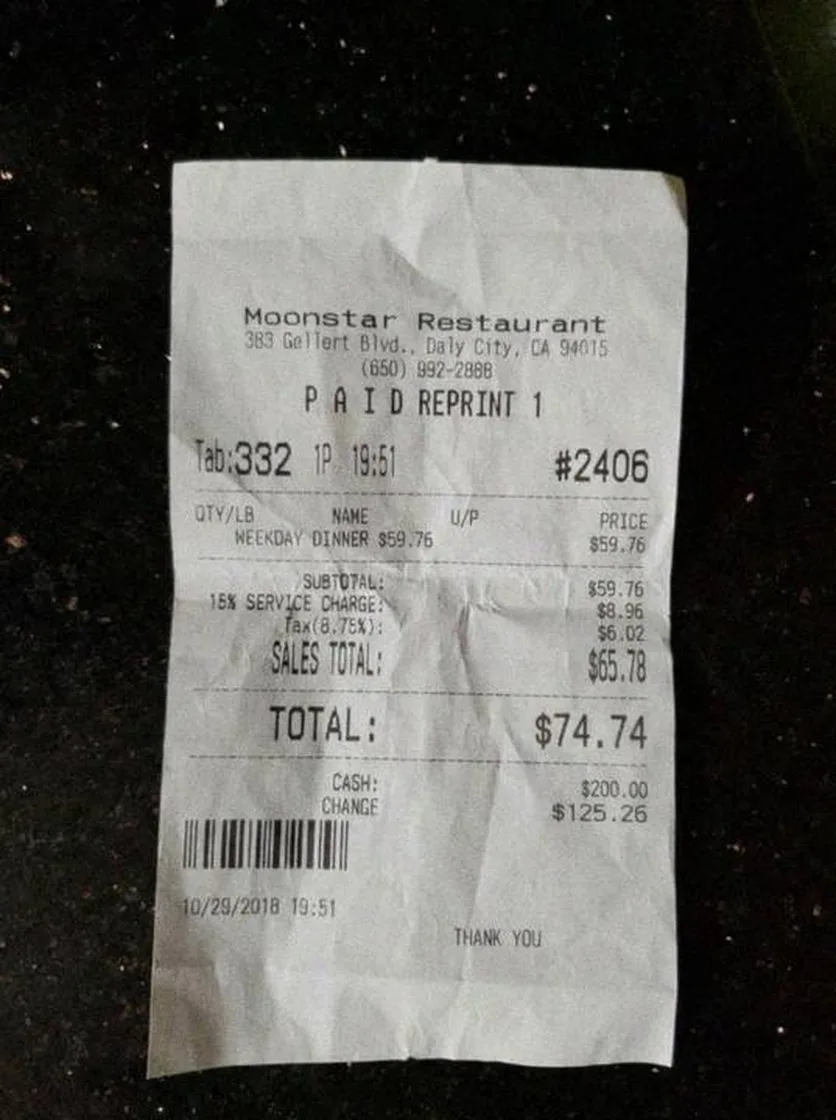 Moonstar Restaurant
383 Gellert Blvd., Daly City, CA 94015
(650) 992-2888
P A I D REPRINT 1
Tab:332 1P 19:51 #2406
QTY/LB NAME U/P PRICE
WEEKDAY DINNER $59.76 $59.76
SUBTOTAL: $59.76
15% SERVICE CHARGE: $8.96
Tax(8.75%): $6.02
SALES TOTAL: $65.78
TOTAL: $74.74
CASH: $200.00
CHANGE $125.26
10/29/2018 19:51
THANK YOU